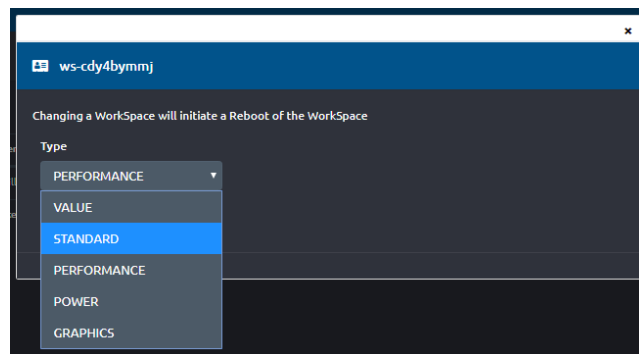 ×
ws-cdy4bymmj
Changing a WorkSpace will initiate a Reboot of the WorkSpace
Type
PERFORMANCE
VALUE
STANDARD
PERFORMANCE
POWER
GRAPHICS